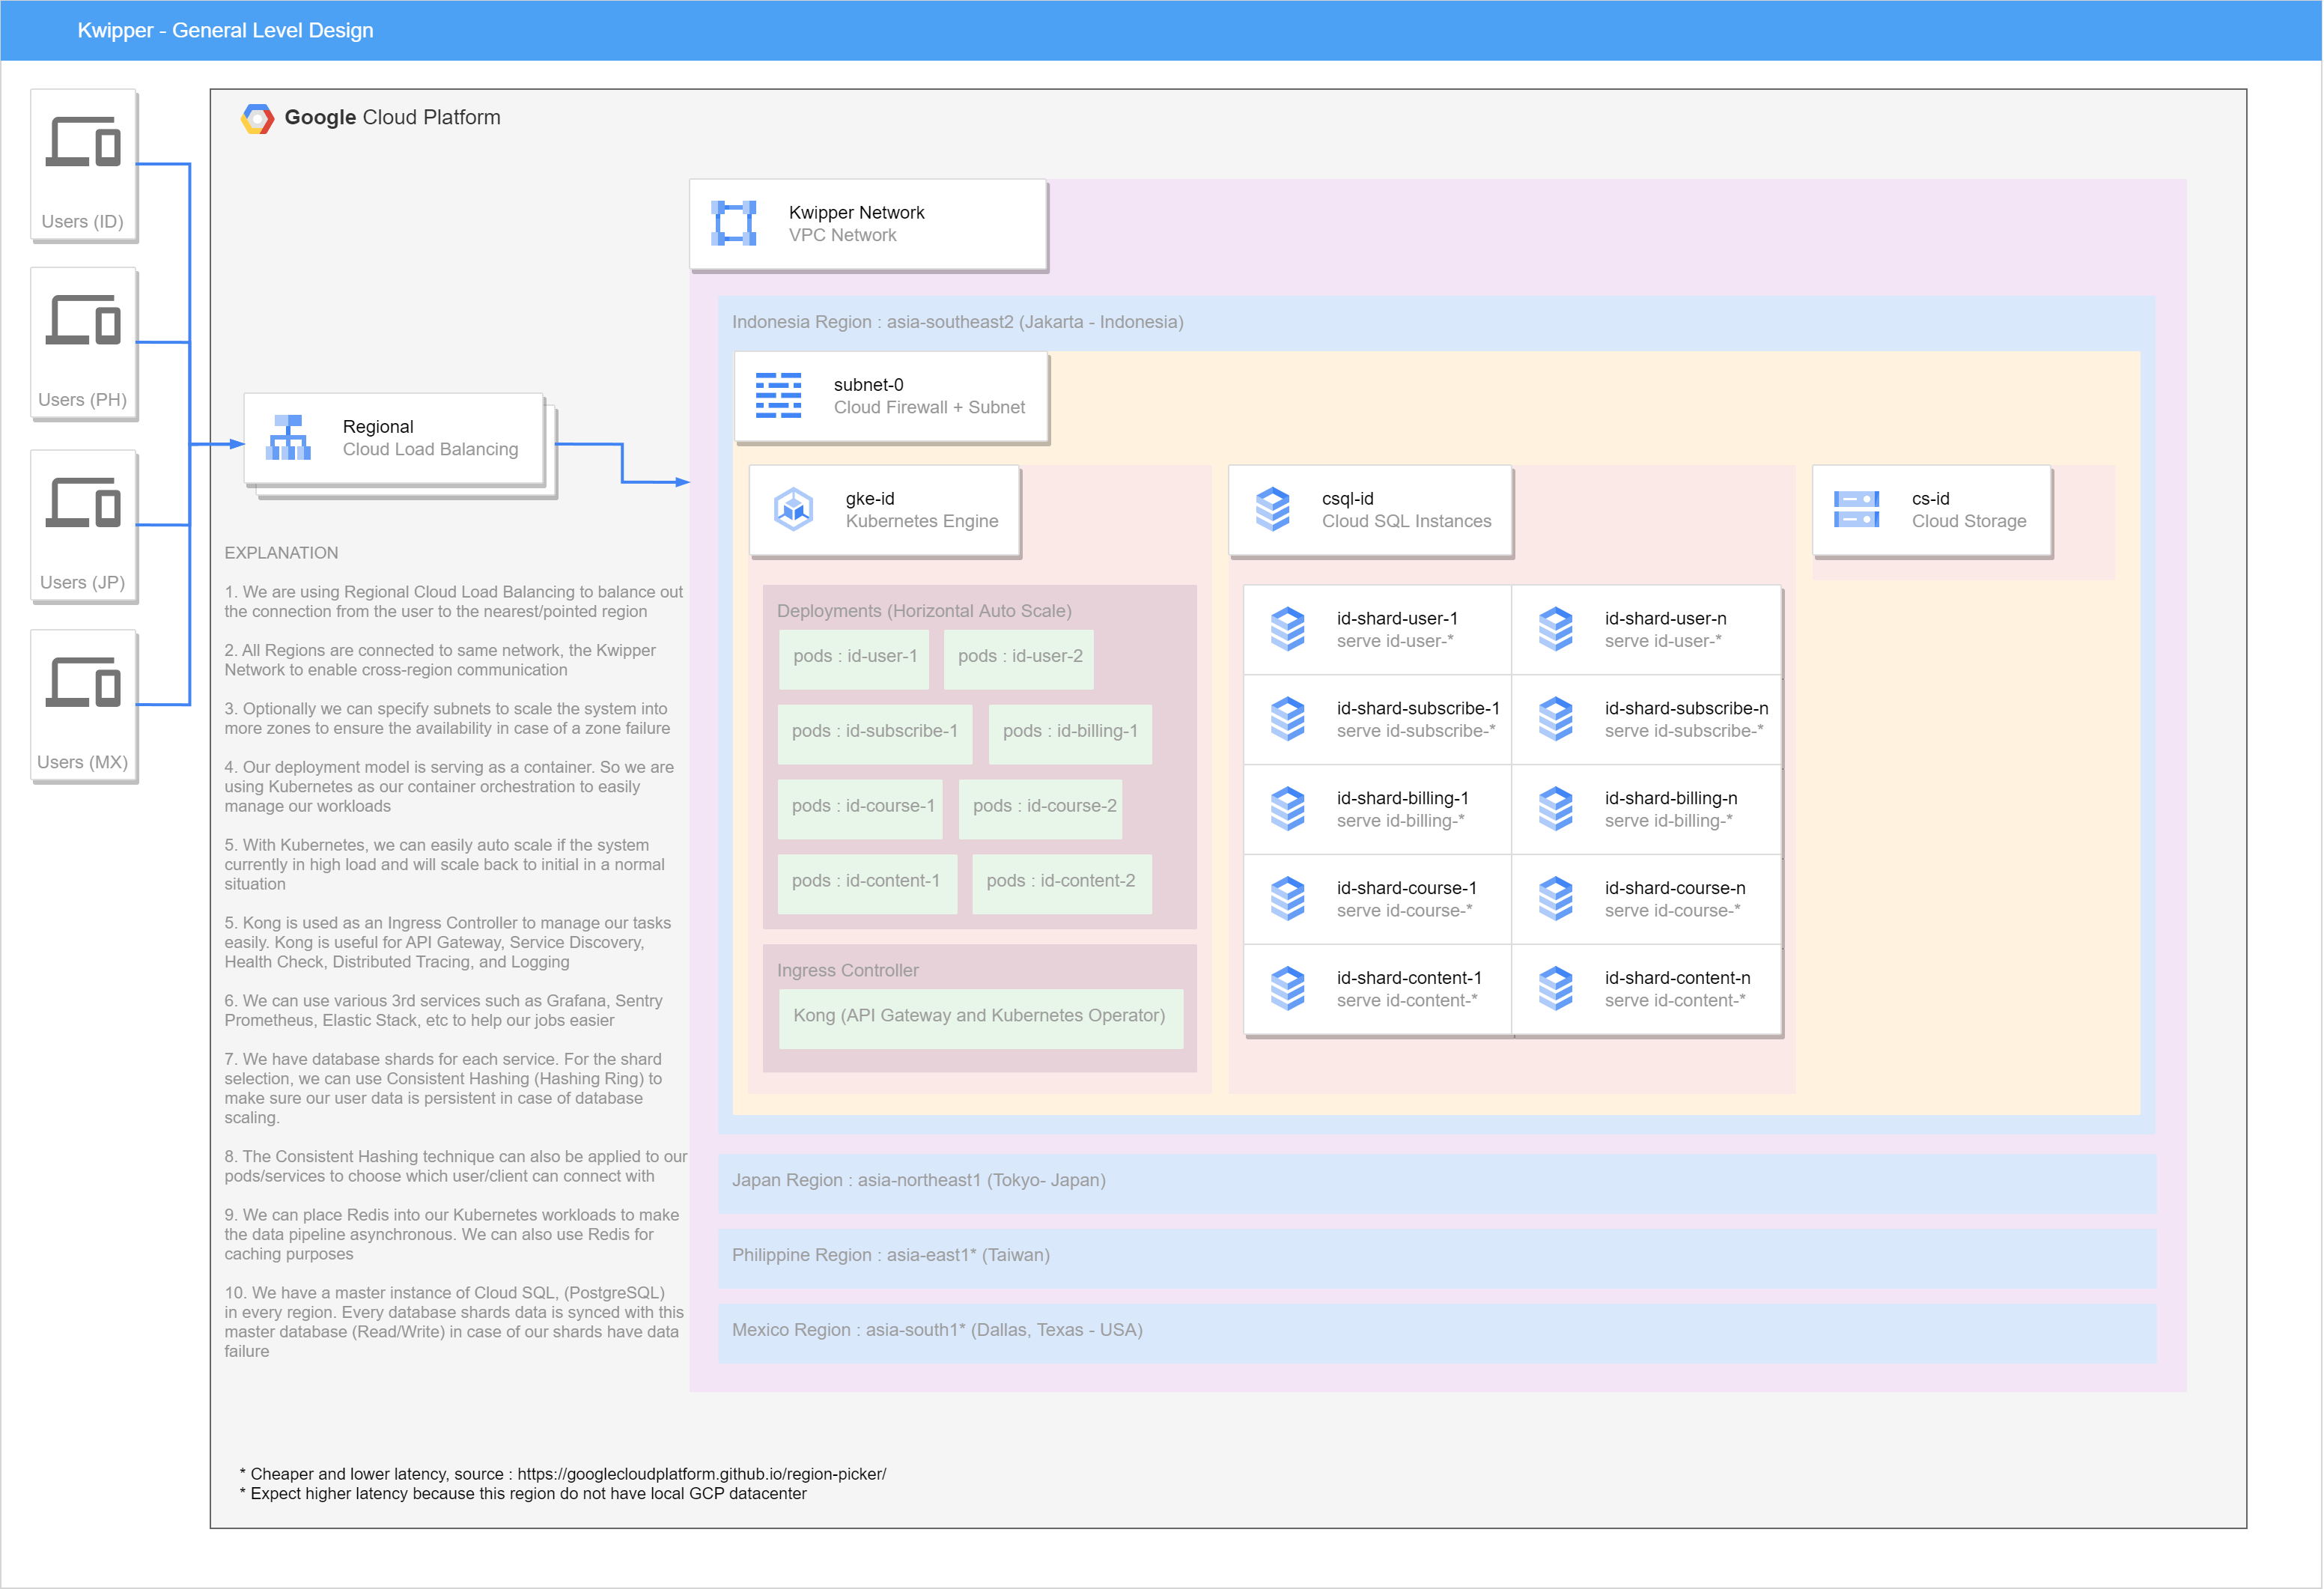 Kwipper - General Level Design
Users (ID)
Users (PH)
Users (JP)
Users (MX)
Google Cloud Platform
Regional
Cloud Load Balancing
EXPLANATION
1. We are using Regional Cloud Load Balancing to balance out
the connection from the user to the nearest/pointed region
2. All Regions are connected to same network, the Kwipper
Network to enable cross-region communication
3. Optionally we can specify subnets to scale the system into
more zones to ensure the availability in case of a zone failure
4. Our deployment model is serving as a container. So we are
using Kubernetes as our container orchestration to easily
manage our workloads
5. With Kubernetes, we can easily auto scale if the system
currently in high load and will scale back to initial in a normal
situation
5. Kong is used as an Ingress Controller to manage our tasks
easily. Kong is useful for API Gateway, Service Discovery,
Health Check, Distributed Tracing, and Logging
6. We can use various 3rd services such as Grafana, Sentry
Prometheus, Elastic Stack, etc to help our jobs easier
7. We have database shards for each service. For the shard
selection, we can use Consistent Hashing (Hashing Ring) to
make sure our user data is persistent in case of database
scaling.
8. The Consistent Hashing technique can also be applied to our
pods/services to choose which user/client can connect with
9. We can place Redis into our Kubernetes workloads to make
the data pipeline asynchronous. We can also use Redis for
caching purposes
10. We have a master instance of Cloud SQL, (PostgreSQL)
in every region. Every database shards data is synced with this
master database (Read/Write) in case of our shards have data
failure
Kwipper Network
VPC Network
Indonesia Region : asia-southeast2 (Jakarta - Indonesia)
subnet-0
Cloud Firewall + Subnet
gke-id
Kubernetes Engine
Deployments (Horizontal Auto Scale)
pods : id-user-1
pods : id-user-2
pods : id-subscribe-1
pods : id-billing-1
pods : id-course-1
pods : id-course-2
pods : id-content-1
pods : id-content-2
Ingress Controller
Kong (API Gateway and Kubernetes Operator)
csql-id
Cloud SQL Instances
id-shard-user-1
serve id-user-*
id-shard-user-n
serve id-user-*
id-shard-subscribe-1
serve id-subscribe-*
id-shard-subscribe-n
serve id-subscribe-*
id-shard-billing-1
serve id-billing-*
id-shard-billing-n
serve id-billing-*
id-shard-course-1
serve id-course-*
id-shard-course-n
serve id-course-*
id-shard-content-1
serve id-content-*
id-shard-content-n
serve id-content-*
cs-id
Cloud Storage
Japan Region : asia-northeast1 (Tokyo- Japan)
Philippine Region : asia-east1* (Taiwan)
Mexico Region : asia-south1* (Dallas, Texas - USA)
* Cheaper and lower latency, source : https://googlecloudplatform.github.io/region-picker/
* Expect higher latency because this region do not have local GCP datacenter